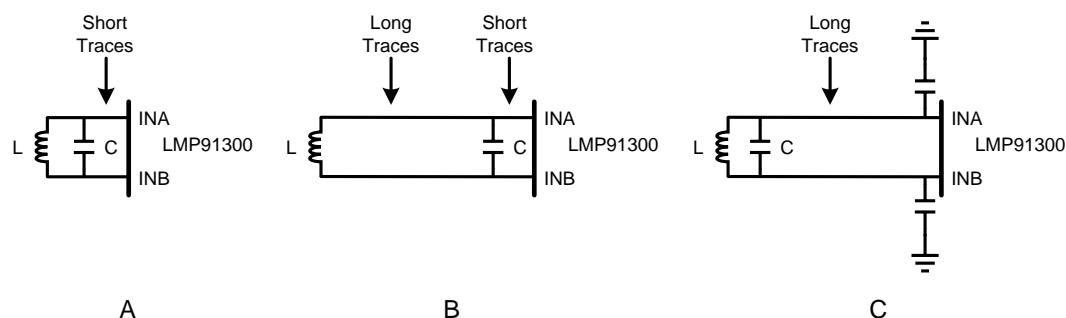 Short
Traces
L
C
INA
LMP91300
INB
A
Long
Traces
Short
Traces
L
C
INA
LMP91300
INB
B
Long
Traces
L
C
INA
LMP91300
INB
C